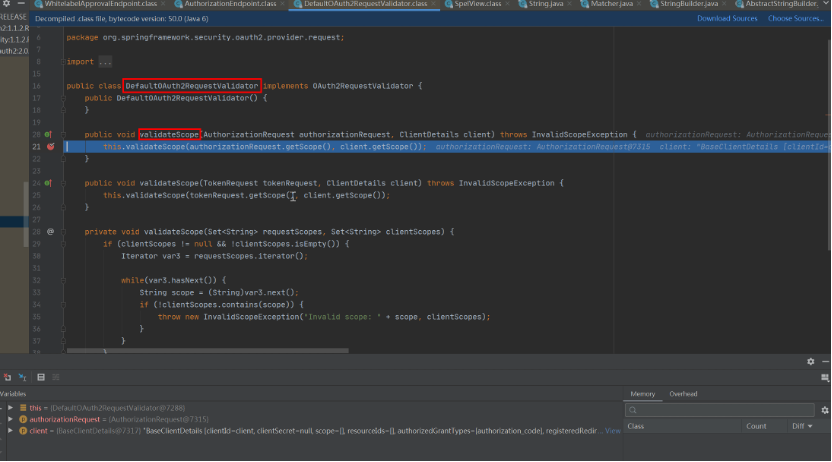 WhitelabelApprovalEndpoint.class
AuthorizationEndpoint.class
DefaultOAuth2RequestValidator.class
SpelView.class
String.java
Matcher.java
StringBuilder.java
AbstractStringBuilder.
Decompiled .class file, bytecode version: 50.0 (Java 6)
Download Sources
Choose Sources...
RELEASE
rity:1.1.2.R
auth2:2.0.
6
package org.springframework.security.oauth2.provider.request;
7
8
import ...
15
16
public class DefaultOAuth2RequestValidator implements OAuth2RequestValidator {
17
public DefaultOAuth2RequestValidator() {
18
}
19
20
public void validateScope(AuthorizationRequest authorizationRequest, ClientDetails client) throws InvalidScopeException { authorizationRequest: AuthorizationReque
21
this.validateScope(authorizationRequest.getScope(), client.getScope()); authorizationRequest: AuthorizationRequest@7315 client: "BaseClientDetails [clientId=
22
}
23
24
public void validateScope(TokenRequest tokenRequest, ClientDetails client) throws InvalidScopeException {
25
this.validateScope(tokenRequest.getScope(), client.getScope());
26
}
27
28
@
private void validateScope(Set<String> requestScopes, Set<String> clientScopes) {
29
if (clientScopes != null && !clientScopes.isEmpty()) {
30
Iterator var3 = requestScopes.iterator();
31
32
while(var3.hasNext()) {
33
String scope = (String)var3.next();
34
if (!clientScopes.contains(scope)) {
35
throw new InvalidScopeException("Invalid scope: " + scope, clientScopes);
36
}
37
}
38
}
Variables
this = {DefaultOAuth2RequestValidator@7288}
authorizationRequest = {AuthorizationRequest@7315}
client = {BaseClientDetails@7317} "BaseClientDetails [clientId=client, clientSecret=null, scope=[], resourceIds=[], authorizedGrantTypes=[authorization_code], registeredRedir... View
Memory
Overhead
Class
Count
Diff